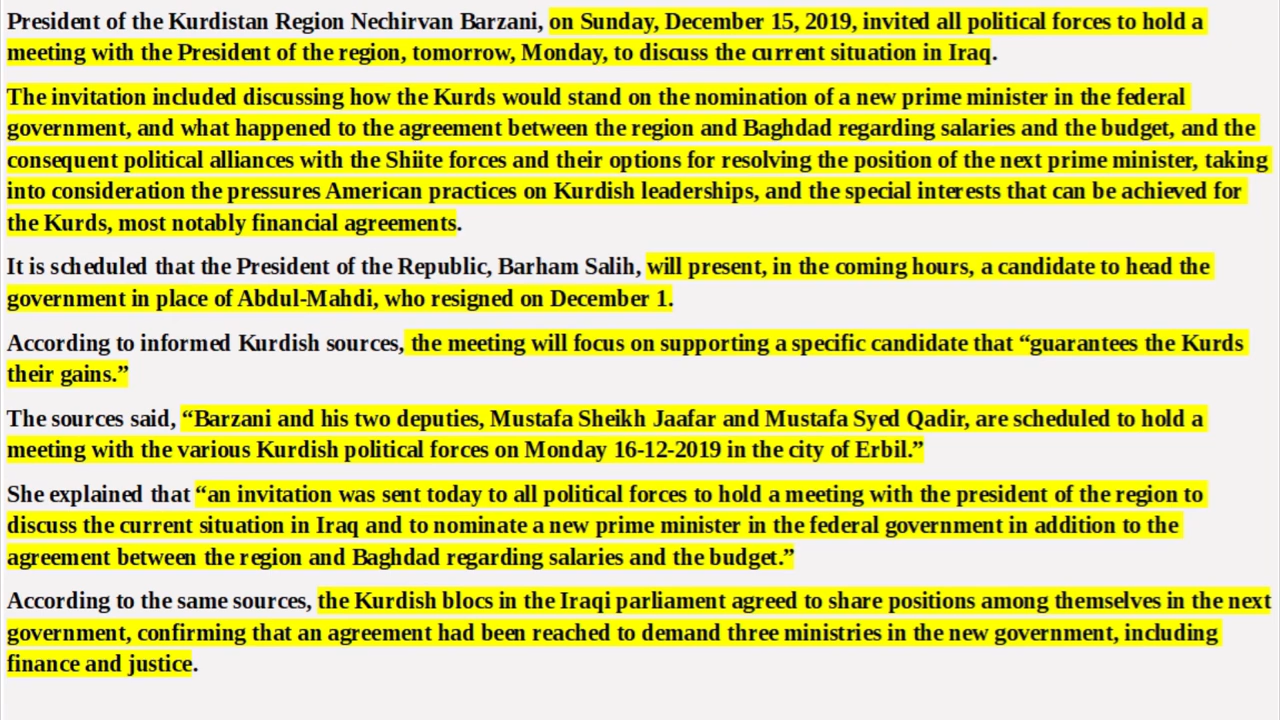 President of the Kurdistan Region Nechirvan Barzani, on Sunday, December 15, 2019, invited all political forces to hold a
meeting with the President of the region, tomorrow, Monday, to discuss the current situation in Iraq.
The invitation included discussing how the Kurds would stand on the nomination of a new prime minister in the federal
government, and what happened to the agreement between the region and Baghdad regarding salaries and the budget, and the
consequent political alliances with the Shiite forces and their options for resolving the position of the next prime minister, taking
into consideration the pressures American practices on Kurdish leaderships, and the special interests that can be achieved for
the Kurds, most notably financial agreements.
It is scheduled that the President of the Republic, Barham Salih, will present, in the coming hours, a candidate to head the
government in place of Abdul-Mahdi, who resigned on December 1.
According to informed Kurdish sources, the meeting will focus on supporting a specific candidate that “guarantees the Kurds
their gains.”
The sources said, “Barzani and his two deputies, Mustafa Sheikh Jaafar and Mustafa Syed Qadir, are scheduled to hold a
meeting with the various Kurdish political forces on Monday 16-12-2019 in the city of Erbil.”
She explained that “an invitation was sent today to all political forces to hold a meeting with the president of the region to
discuss the current situation in Iraq and to nominate a new prime minister in the federal government in addition to the
agreement between the region and Baghdad regarding salaries and the budget.”
According to the same sources, the Kurdish blocs in the Iraqi parliament agreed to share positions among themselves in the next
government, confirming that an agreement had been reached to demand three ministries in the new government, including
finance and justice.